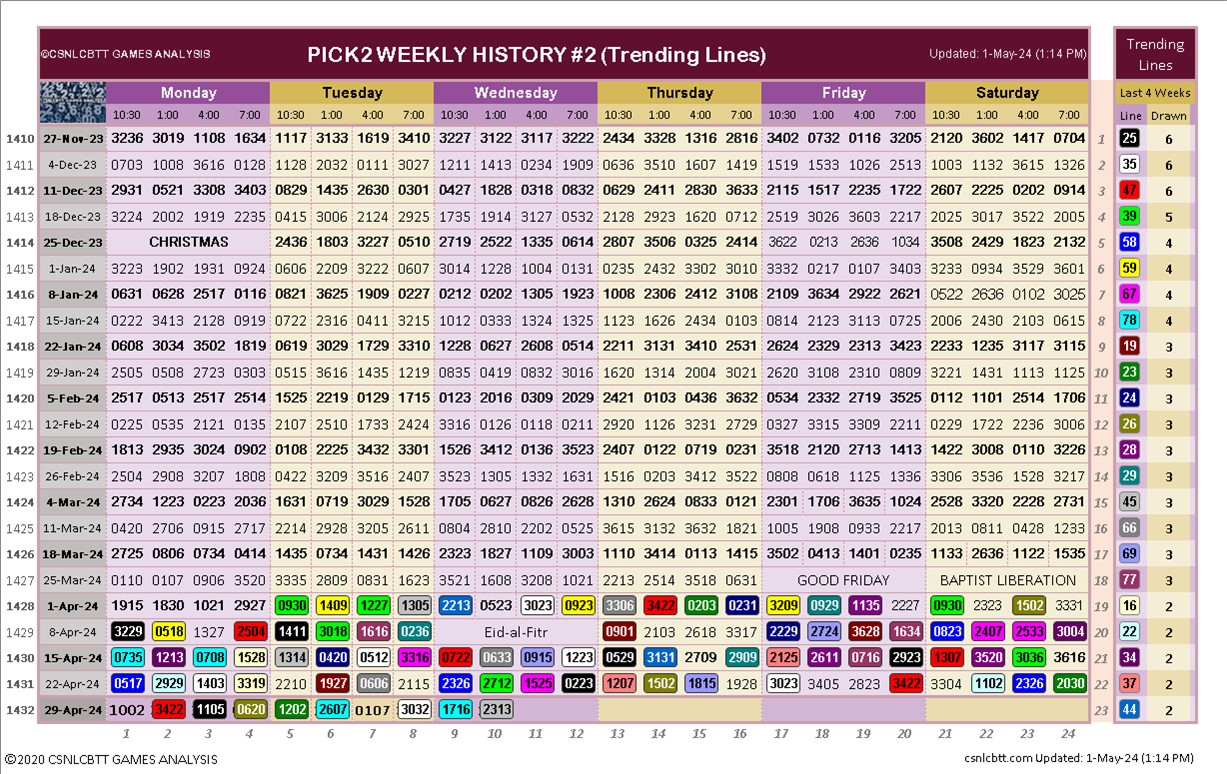 ©CSNLCBTT GAMES ANALYSIS PICK2 WEEKLY HISTORY #2 (Trending Lines) Updated: 1-May-24 (1:14 PM) Trending Lines
Monday Tuesday Wednesday Thursday Friday Saturday Last 4 Weeks
10:30 1:00 4:00 7:00 10:30 1:00 4:00 7:00 10:30 1:00 4:00 7:00 10:30 1:00 4:00 7:00 10:30 1:00 4:00 7:00 10:30 1:00 4:00 7:00 Line Drawn
1410 27-Nov-23 3236 3019 1108 1634 1117 3133 1619 3410 3227 3122 3117 3222 2434 3328 1316 2816 3402 0732 0116 3205 2120 3602 1417 0704 1 25 6
1411 4-Dec-23 0703 1008 3616 0128 1128 2032 0111 3027 1211 1413 0234 1909 0636 3510 1607 1419 1519 1533 1026 2513 1003 1132 3615 1326 2 35 6
1412 11-Dec-23 2931 0521 3308 3403 0829 1435 2630 0301 0427 1828 0318 0832 0629 2411 2830 3633 2115 1517 2235 1722 2607 2225 0202 0914 3 47 6
1413 18-Dec-23 3224 2002 1919 2235 0415 3006 2124 2925 1735 1914 3127 0532 2128 2923 1620 0712 2519 3026 3603 2217 2025 3017 3522 2005 4 39 5
1414 25-Dec-23 CHRISTMAS 2436 1803 3227 0510 2719 2522 1335 0614 2807 3506 0325 2414 3622 0213 2636 1034 3508 2429 1823 2132 5 58 4
1415 1-Jan-24 3223 1902 1931 0924 0606 2209 3222 0607 3014 1228 1004 0131 0235 2432 3302 3010 3332 0217 0107 3403 3233 0934 3529 3601 6 59 4
1416 8-Jan-24 0631 0628 2517 0116 0821 3625 1909 0227 0212 0202 1305 1923 1008 2306 2412 3108 2109 3634 2922 2621 0522 2636 0102 3025 7 67 4
1417 15-Jan-24 0222 3413 2128 0919 0722 2316 0411 3215 1012 0333 1324 1325 1123 1626 2434 0103 0814 2123 3113 0725 2006 2430 2103 0615 8 78 4
1418 22-Jan-24 0608 3034 3502 1819 0619 3029 1729 3310 1228 0627 2608 0514 2211 3131 3410 2531 2624 2329 2313 3423 2233 1235 3117 3115 9 19 3
1419 29-Jan-24 2505 0508 2723 0303 0515 3616 1435 1219 0835 0419 0832 3016 1620 1314 2004 3021 2620 3108 2310 0809 3221 1431 1113 1125 10 23 3
1420 5-Feb-24 2517 0513 2517 2514 1525 2219 0129 1715 0123 2016 0309 2029 2421 0103 0436 3632 0534 2332 2719 3525 0112 1101 2514 1706 11 24 3
1421 12-Feb-24 0225 0535 2121 0135 2107 2510 1733 2424 3316 0126 0118 0211 2920 1126 3231 2729 0327 3315 3309 2211 0229 1722 2236 3006 12 26 3
1422 19-Feb-24 1813 2935 3024 0902 0108 2225 3432 3301 1526 3412 0136 3523 2407 0122 0719 0231 3518 2120 2713 1413 1422 3008 0110 3226 13 28 3
1423 26-Feb-24 2504 2908 3207 1808 0422 3209 3516 2407 3523 1305 1332 1631 1516 0203 3412 3522 0808 0618 1125 1336 3306 3536 1528 3217 14 29 3
1424 4-Mar-24 2734 1223 0223 2036 1631 0719 3029 1528 1705 0627 0826 2628 1310 2624 0833 0121 2301 1706 3635 1024 2528 3320 2228 2731 15 45 3
1425 11-Mar-24 0420 2706 0915 2717 2214 2928 3205 2611 0804 2810 2202 0525 3615 3132 3632 1821 1005 1908 0933 2217 2013 0811 0428 1233 16 66 3
1426 18-Mar-24 2725 0806 0734 0414 1435 0734 1431 1426 2323 1827 1109 3003 1110 3414 0113 1415 3502 0413 1401 0235 1133 2636 1122 1535 17 69 3
1427 25-Mar-24 0110 0107 0906 3520 3335 2809 0831 1623 3521 1608 3208 1021 2213 2514 3518 0631 GOOD FRIDAY BAPTIST LIBERATION 18 77 3
1428 1-Apr-24 1915 1830 1021 2927 0930 1409 1227 1305 2213 0523 3023 0923 3306 3422 0203 0231 3209 0929 1135 2227 0930 2323 1502 3331 19 16 2
1429 8-Apr-24 3229 0518 1327 2504 1411 3018 1616 0236 Eid-al-Fitr 0901 2103 2618 3317 2229 2724 3628 1634 0823 2407 2533 3004 20 22 2
1430 15-Apr-24 0735 1213 0708 1528 1314 0420 0512 3316 0722 0633 0915 1223 0529 3131 2709 2909 2125 2611 0716 2923 1307 3520 3036 3616 21 34 2
1431 22-Apr-24 0517 2929 1403 3319 2210 1927 0606 2115 2326 2712 1525 0223 1207 1502 1815 1928 3023 3405 2823 3422 3304 1102 2326 2030 22 37 2
1432 29-Apr-24 1002 3422 1105 0620 1202 2607 0107 3032 1716 2313 23 44 2
1 2 3 4 5 6 7 8 9 10 11 12 13 14 15 16 17 18 19 20 21 22 23 24
©2020 CSNLCBTT GAMES ANALYSIS csnlcbtt.com Updated: 1-May-24 (1:14 PM)